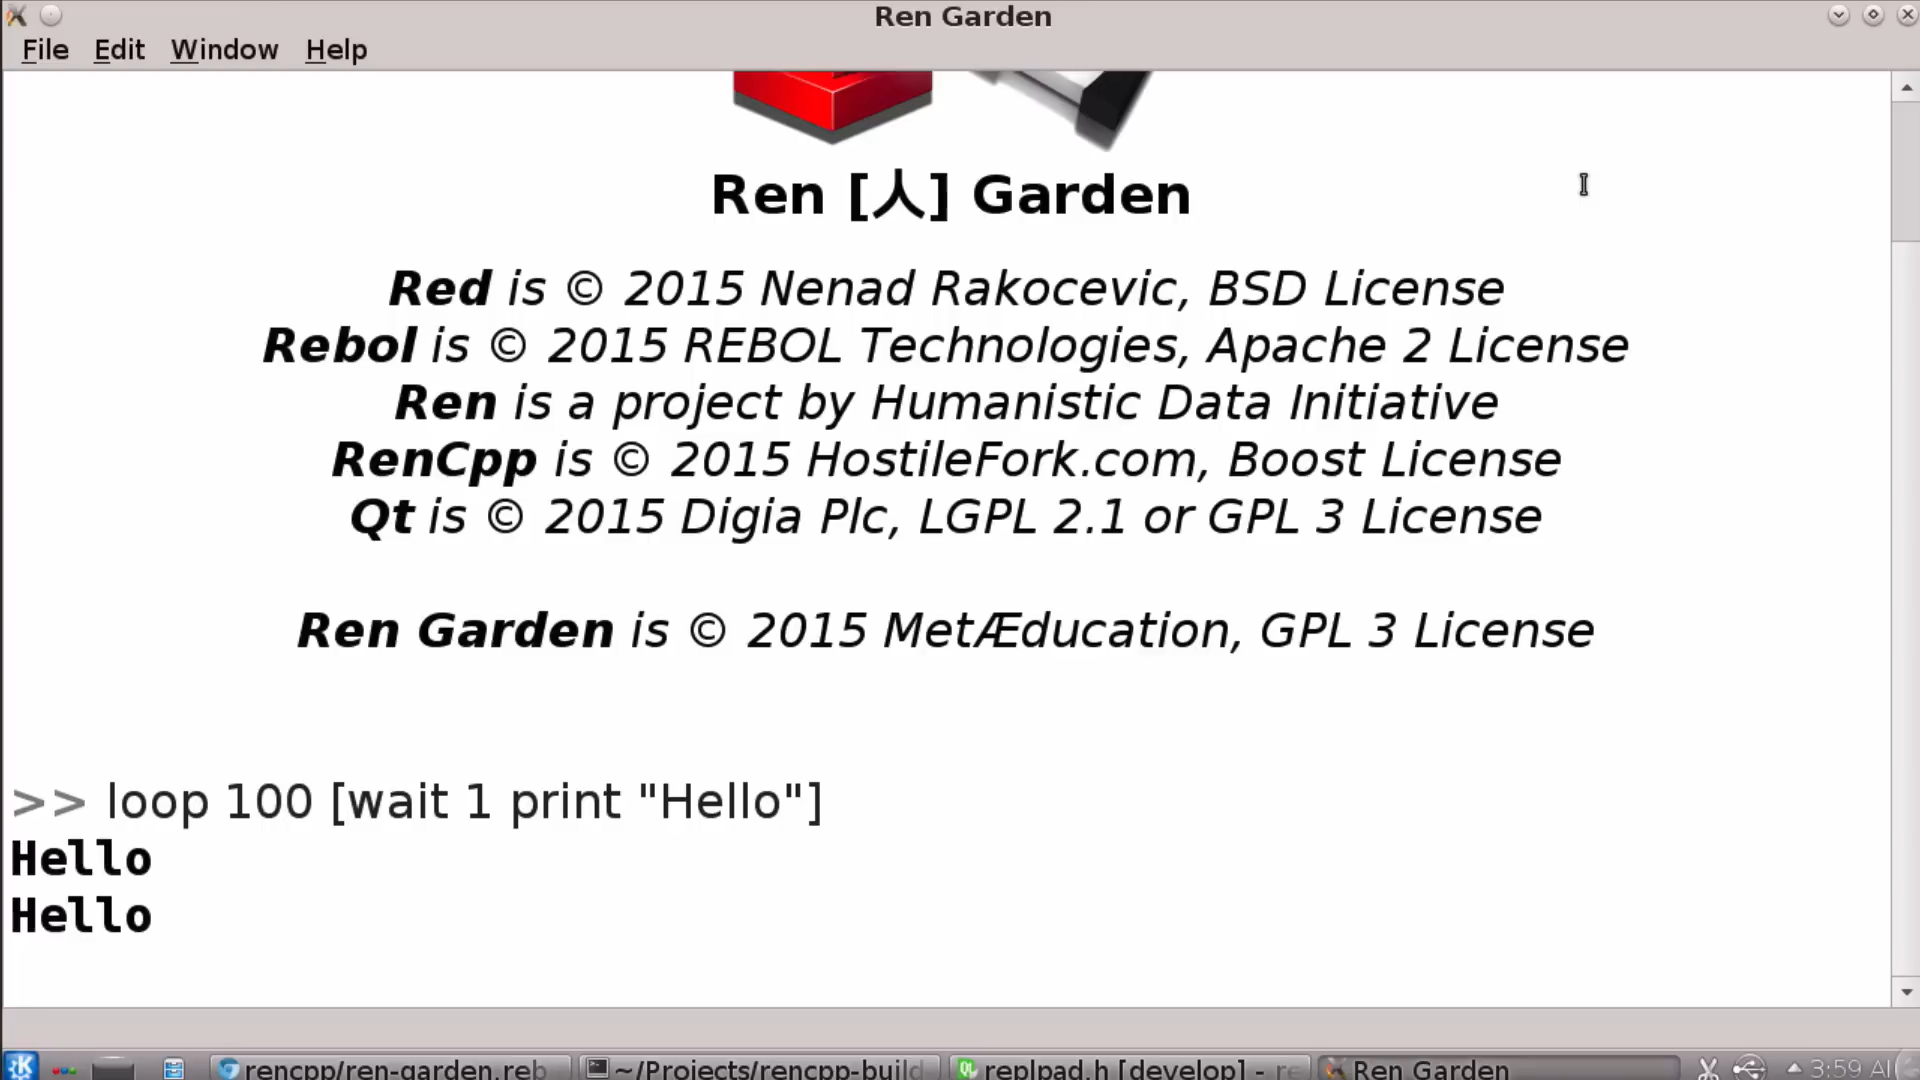 Ren Garden
File Edit Window Help
Ren [人] Garden
Red is © 2015 Nenad Rakocevic, BSD License
Rebol is © 2015 REBOL Technologies, Apache 2 License
Ren is a project by Humanistic Data Initiative
RenCpp is © 2015 HostileFork.com, Boost License
Qt is © 2015 Digia Plc, LGPL 2.1 or GPL 3 License
Ren Garden is © 2015 MetÆducation, GPL 3 License
>> loop 100 [wait 1 print "Hello"]
Hello
Hello
rencpp/ren-garden.reb ~/Projects/rencpp-build replpad.h [develop] - re Ren Garden 3:59